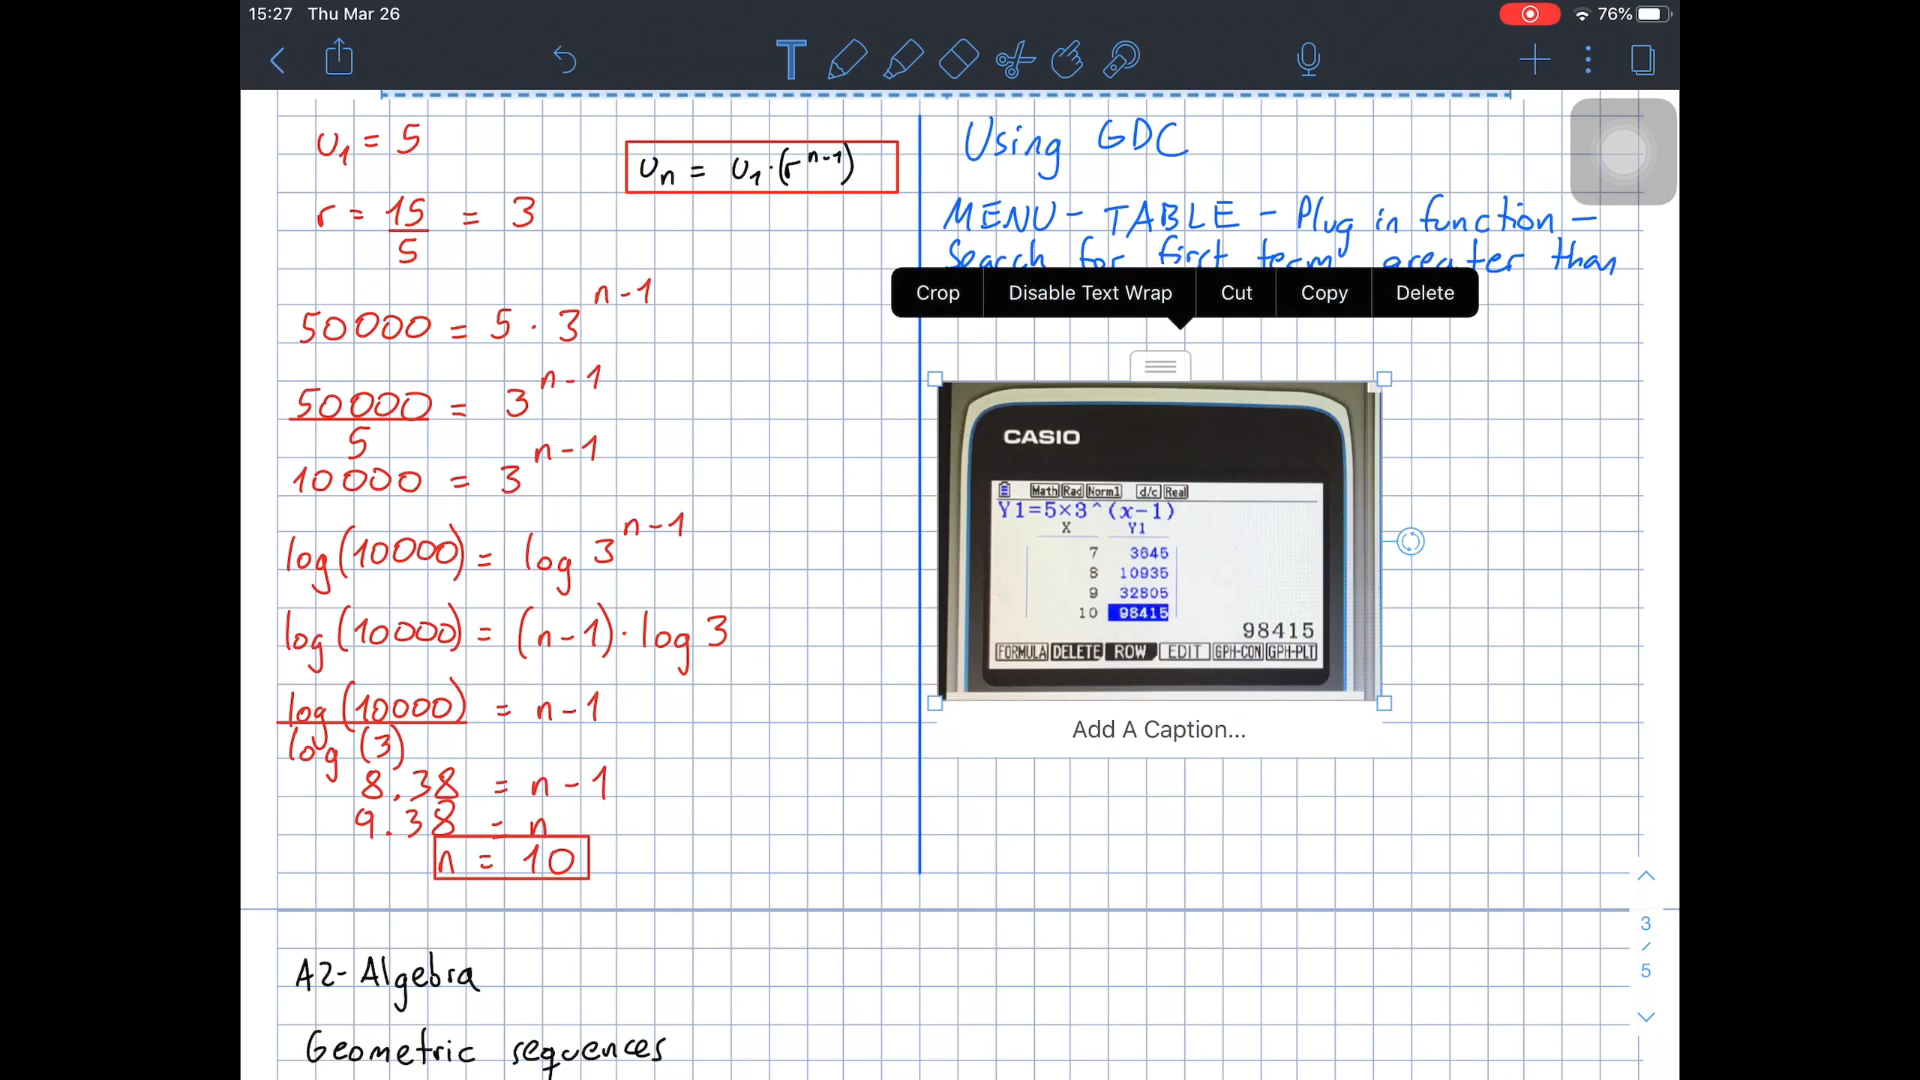 15:27 Thu Mar 26
76%
T
u₁ = 5
uₙ = u₁·(rⁿ⁻¹)
r = 15/5 = 3
50000 = 5 · 3ⁿ⁻¹
50000/5 = 3ⁿ⁻¹
10000 = 3ⁿ⁻¹
log(10000) = log 3ⁿ⁻¹
log(10000) = (n-1)·log 3
log(10000)/log(3) = n-1
8.38 = n-1
9.38 = n
n = 10
Using GDC
MENU - TABLE - Plug in function -
Search for first term greater than
Crop Disable Text Wrap Cut Copy Delete
CASIO
Math Rad Norm1 d/c Real
Y1=5×3^(x-1)
X Y1
7 3645
8 10935
9 32805
10 98415
98415
FORMULA DELETE ROW EDIT GPH-CON GPH-PLT
Add A Caption...
3
/
5
A2- Algebra
Geometric sequences